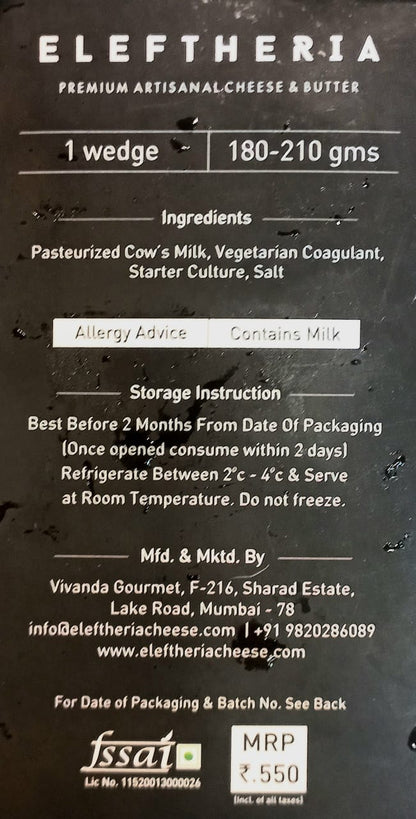 ELEFTHERIA
PREMIUM ARTISANAL CHEESE & BUTTER
1 wedge 180-210 gms
Ingredients
Pasteurized Cow's Milk, Vegetarian Coagulant,
Starter Culture, Salt
Allergy Advice Contains Milk
Storage Instruction
Best Before 2 Months From Date Of Packaging
(Once opened consume within 2 days)
Refrigerate Between 2°c - 4°c & Serve
at Room Temperature. Do not freeze.
Mfd. & Mktd. By
Vivanda Gourmet, F-216, Sharad Estate,
Lake Road, Mumbai - 78
info@eleftheriacheese.com | +91 9820286089
www.eleftheriacheese.com
For Date of Packaging & Batch No. See Back
fssai
Lic No. 11520013000026
MRP
₹.550
(incl. of all taxes)